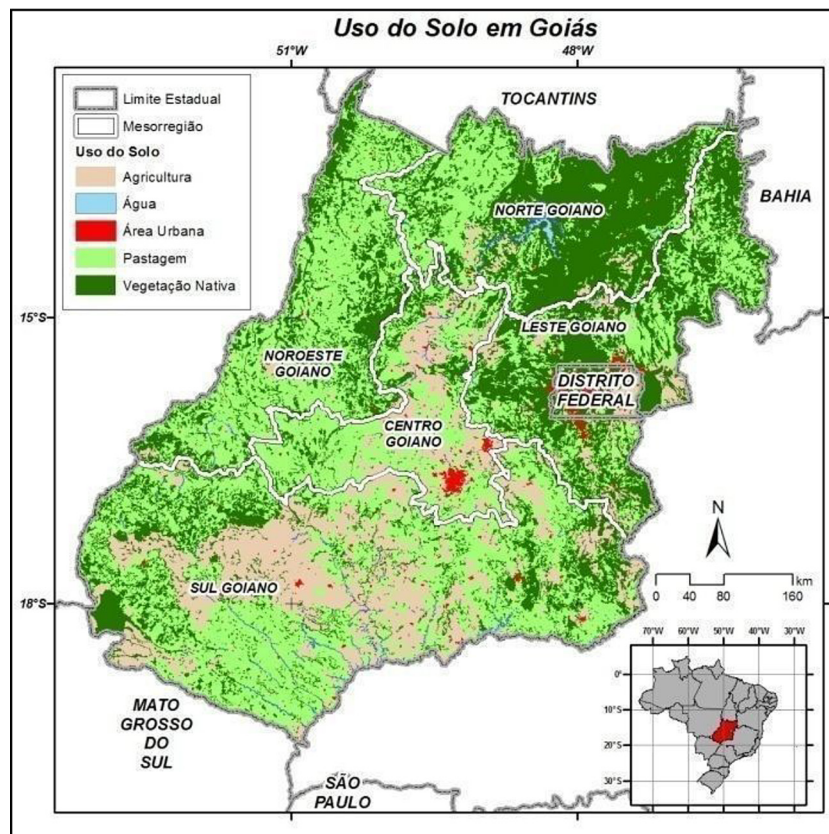 Uso do Solo em Goiás
51°W
48°W
Limite Estadual
Mesorregião
Uso do Solo
Agricultura
Água
Área Urbana
Pastagem
Vegetação Nativa
TOCANTINS
BAHIA
NORTE GOIANO
15°S
LESTE GOIANO
NOROESTE
GOIANO
DISTRITO
FEDERAL
CENTRO
GOIANO
N
0 40 80 160
km
SUL GOIANO
18°S
MATO
GROSSO
DO
SUL
SÃO
PAULO
70°W 60°W 50°W 40°W 30°W
0°
10°S
20°S
30°S